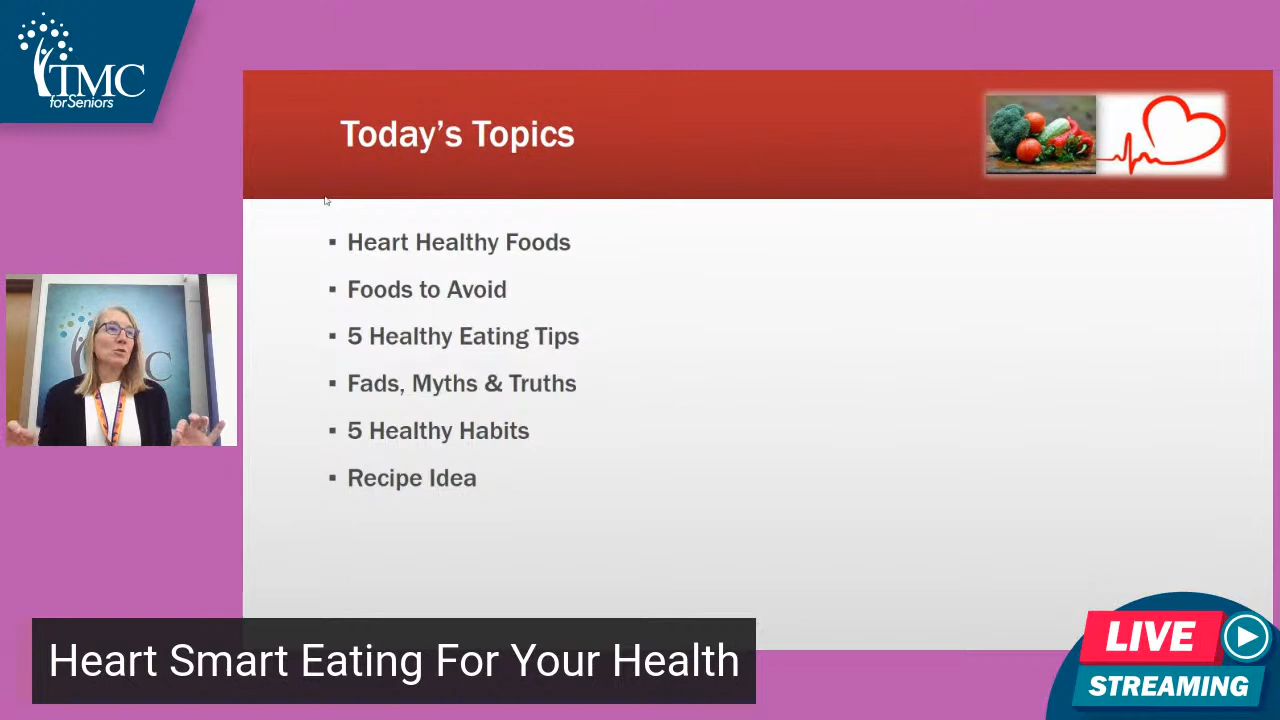 TMC
for Seniors
Today's Topics
▪ Heart Healthy Foods
▪ Foods to Avoid
▪ 5 Healthy Eating Tips
▪ Fads, Myths & Truths
▪ 5 Healthy Habits
▪ Recipe Idea
Heart Smart Eating For Your Health
LIVE
STREAMING